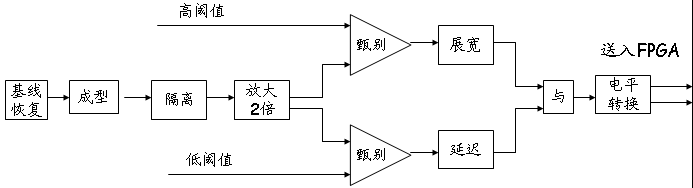 高阈值
甄别
展宽
送入FPGA
基线
恢复
成型
隔离
放大
2倍
与
电平
转换
低阈值
甄别
延迟